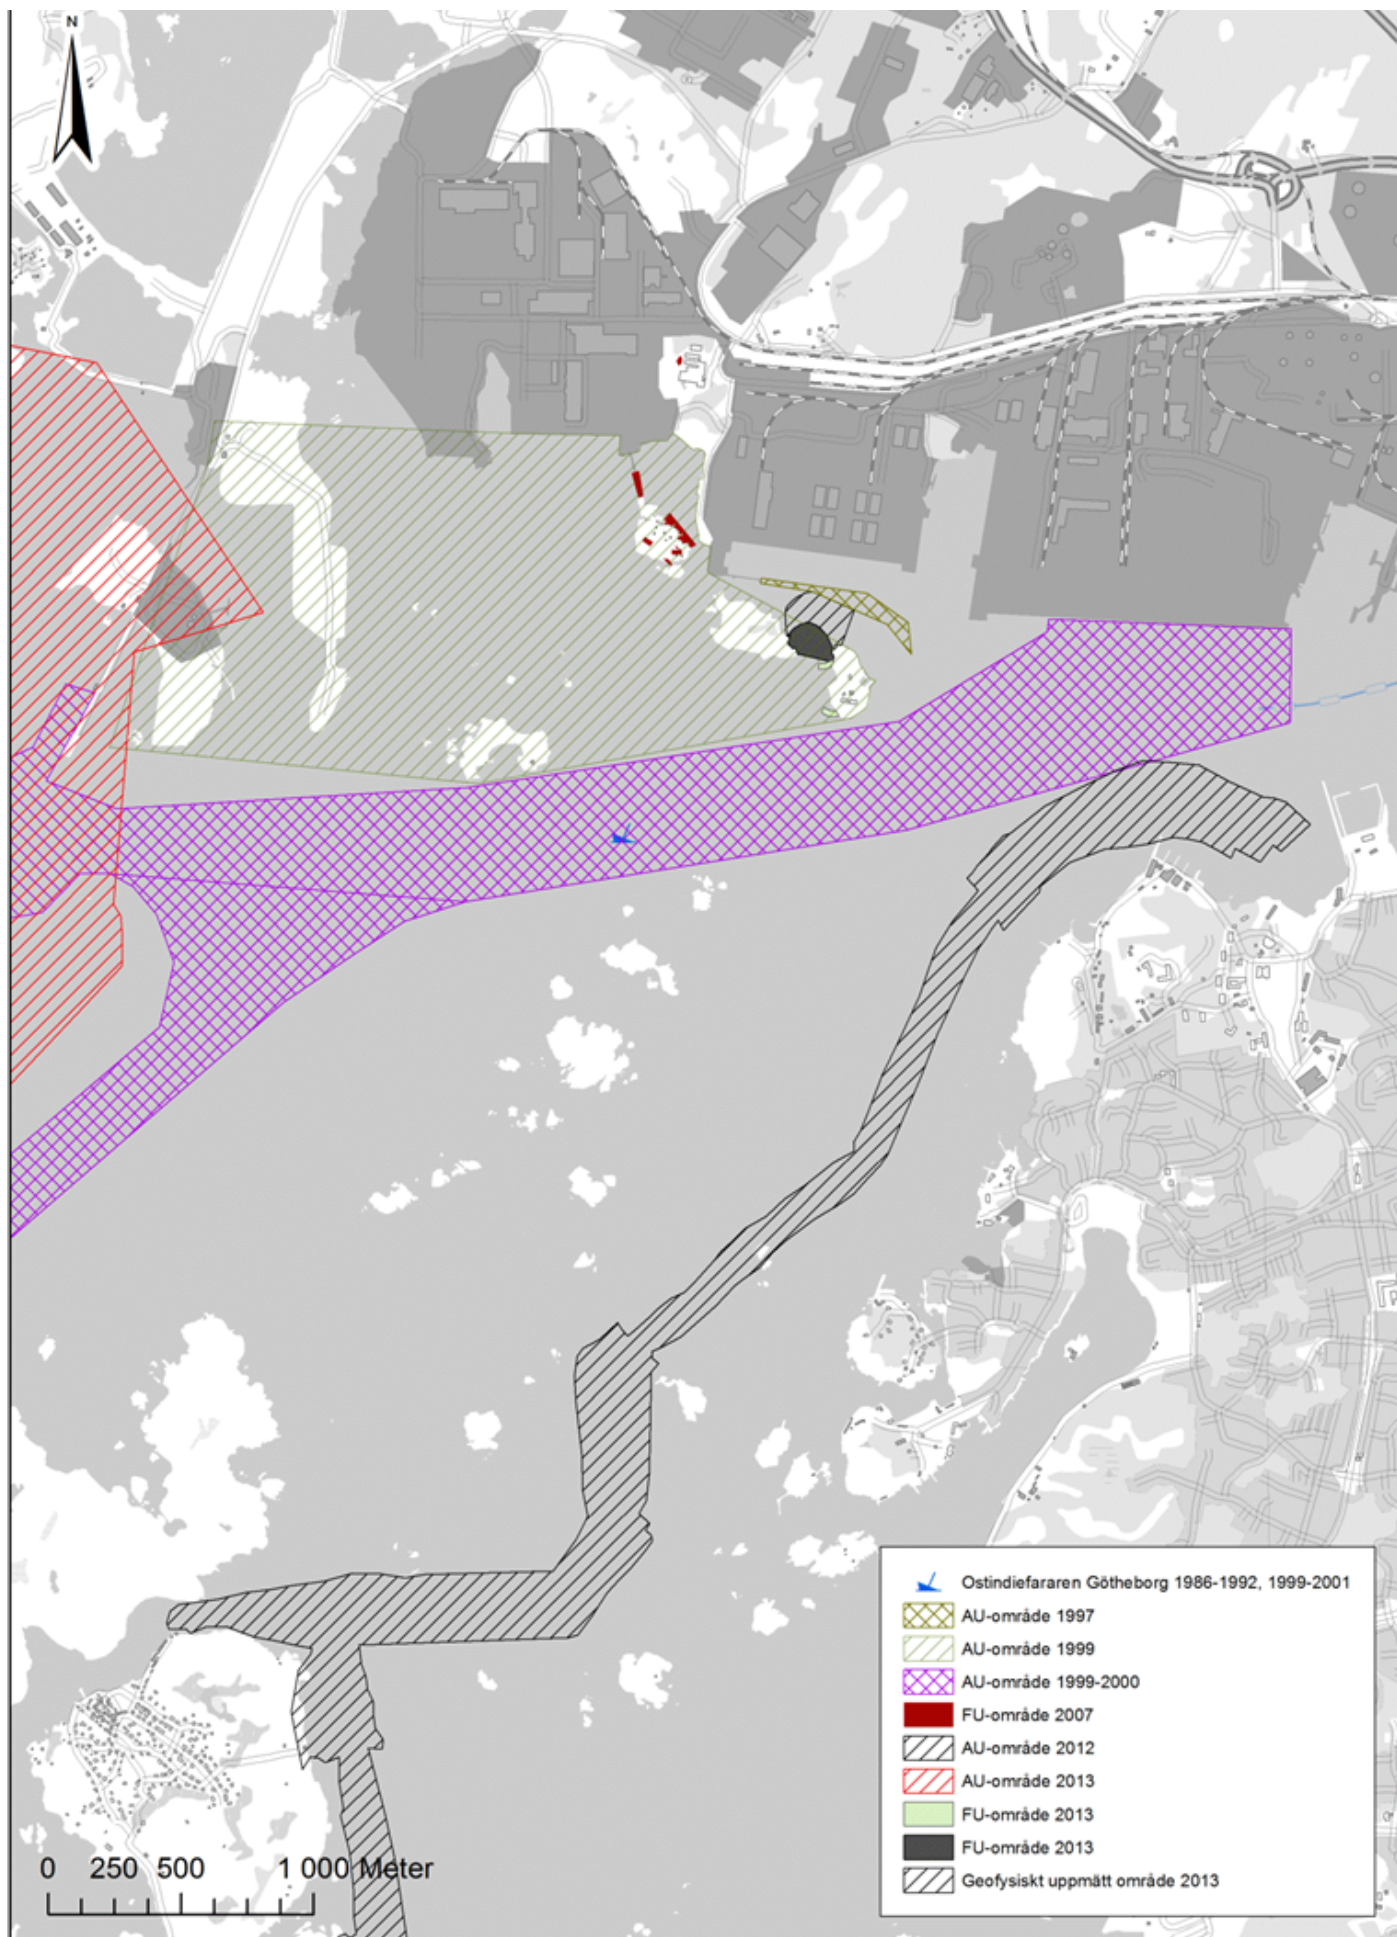 N
Ostindiefararen Götheborg 1986-1992, 1999-2001
AU-område 1997
AU-område 1999
AU-område 1999-2000
FU-område 2007
AU-område 2012
AU-område 2013
FU-område 2013
FU-område 2013
Geofysiskt uppmätt område 2013
0 250 500 1 000 Meter